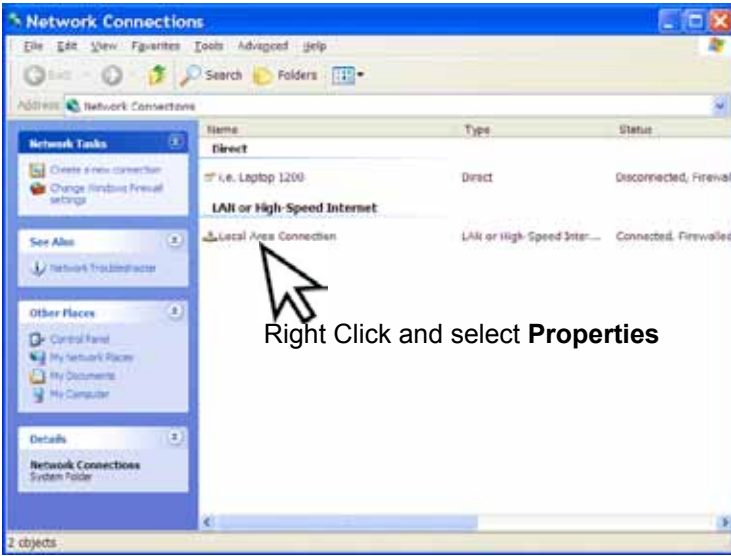 Network Connections
File Edit View Favorites Tools Advanced Help
Back Search Folders
Address Network Connections
Name Type Status
Network Tasks
Create a new connection
Change Windows Firewall
settings
See Also
Network Troubleshooter
Other Places
Control Panel
My Network Places
My Documents
My Computer
Details
Network Connections
System Folder
Direct
i.e. Laptop 1200 Direct Disconnected, Firewal
LAN or High-Speed Internet
Local Area Connection LAN or High-Speed Inter... Connected, Firewalled
Right Click and select Properties
2 objects